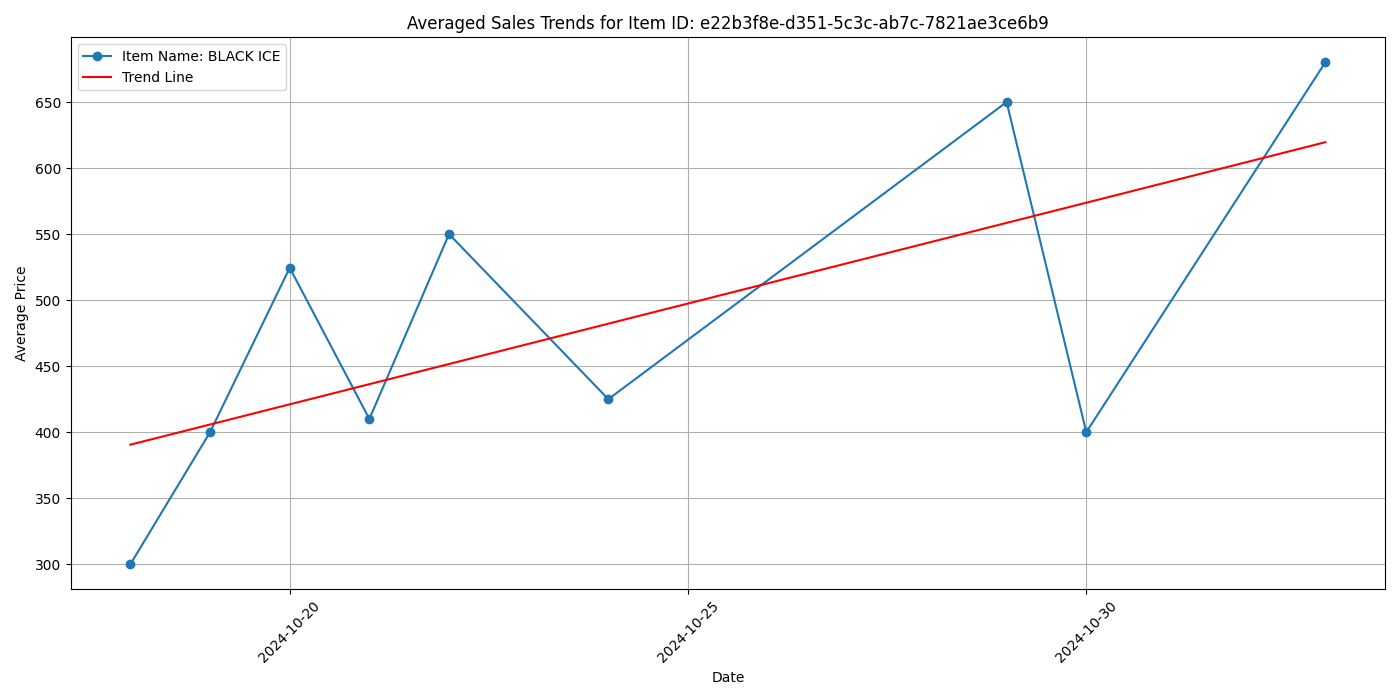 Averaged Sales Trends for Item ID: e22b3f8e-d351-5c3c-ab7c-7821ae3ce6b9
Item Name: BLACK ICE
Trend Line
Average Price
650
600
550
500
450
400
350
300
2024-10-20
2024-10-25
2024-10-30
Date